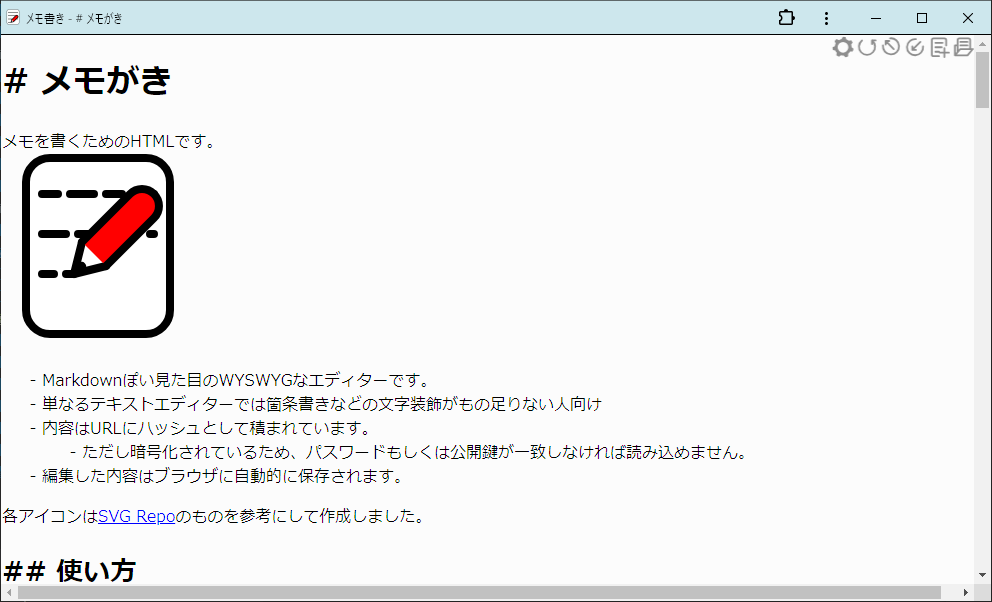 メモ書き - # メモがき
# メモがき
メモを書くためのHTMLです。
- Markdownぽい見た目のWYSWYGなエディターです。
- 単なるテキストエディターでは箇条書きなどの文字装飾がもの足りない人向け
- 内容はURLにハッシュとして積まれています。
- ただし暗号化されているため、パスワードもしくは公開鍵が一致しなければ読み込めません。
- 編集した内容はブラウザに自動的に保存されます。
各アイコンはSVG Repoのものを参考にして作成しました。
## 使い方